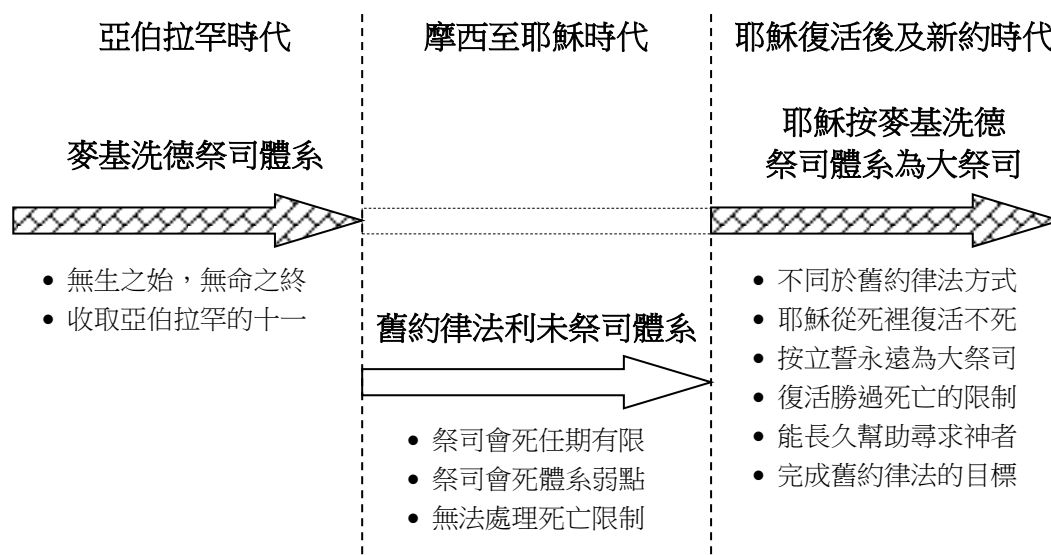 亞伯拉罕時代
摩西至耶穌時代
耶穌復活後及新約時代
麥基洗德祭司體系
耶穌按麥基洗德
祭司體系為大祭司
• 無生之始，無命之終
• 收取亞伯拉罕的十一
舊約律法利未祭司體系
• 祭司會死任期有限
• 祭司會死體系弱點
• 無法處理死亡限制
• 不同於舊約律法方式
• 耶穌從死裡復活不死
• 按立誓永遠為大祭司
• 復活勝過死亡的限制
• 能長久幫助尋求神者
• 完成舊約律法的目標